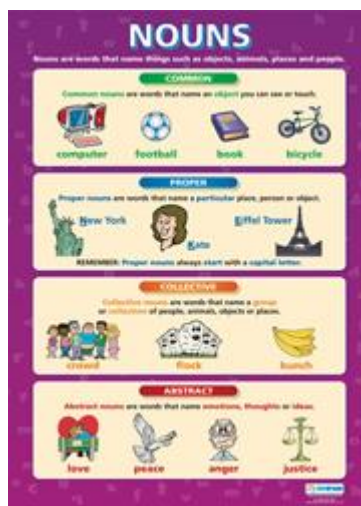 NOUNS
Nouns are words that name things such as objects, animals, places and people.
COMMON
Common nouns are words that name an object you can see or touch.
computer football book bicycle
PROPER
Proper nouns are words that name a particular place, person or object.
New York Eiffel Tower
Kate
REMEMBER: Proper nouns always start with a capital letter.
COLLECTIVE
Collective nouns are words that name a group
or collection of people, animals, objects or places.
crowd flock bunch
ABSTRACT
Abstract nouns are words that name emotions, thoughts or ideas.
love peace anger justice